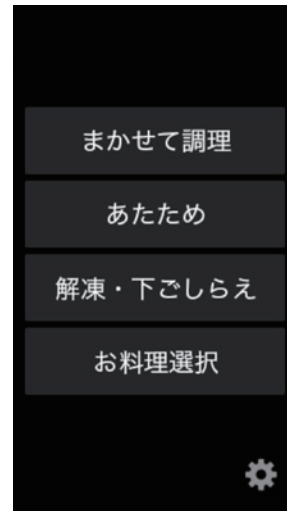 まかせて調理
あたため
解凍・下ごしらえ
お料理選択